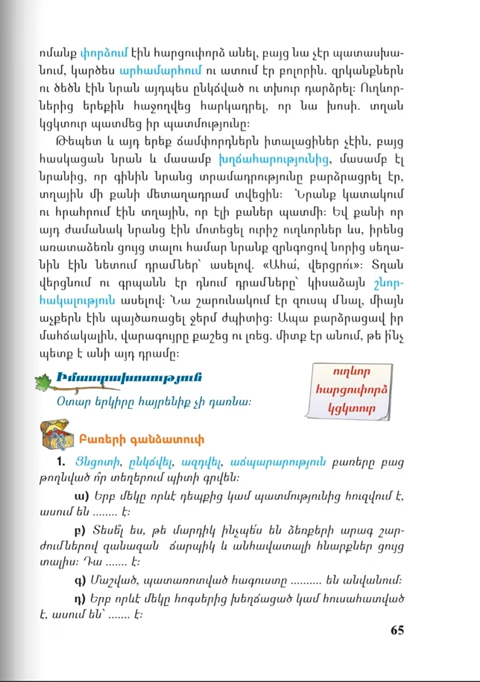 ոմանք փորձում էին հարցուփորձ անել, բայց նա չէր պատասխա-
նում, կարծես արհամարհում ու ատում էր բոլորին. զրկանքներն
ու ծեծն էին նրան այդպես ընկճված ու տխուր դարձրել: Ուղևոր-
ներից երեքին հաջողվեց հարկադրել, որ նա խոսի. տղան
կցկտուր պատմեց իր պատմությունը:
Թեպետ և այդ երեք ճամփորդներն իտալացիներ չէին, բայց
հասկացան նրան և մասամբ խղճահարությունից, մասամբ էլ
նրանից, որ գինին նրանց տրամադրությունը բարձրացրել էր,
տղային մի քանի մետաղադրամ տվեցին: Նրանք կատակում
ու հրահրում էին տղային, որ էլի բաներ պատմի: Եվ քանի որ
այդ ժամանակ նրանց էին մոտեցել ուրիշ ուղևորներ ևս, իրենց
առատաձեռն ցույց տալու համար նրանք զրնգոցով նորից սեղա-
նին էին նետում դրամներ՝ ասելով. «Ահա՛, վերցրո՛ւ»: Տղան
վերցնում ու գրպանն էր դնում դրամները՝ կիսաձայն շնոր-
հակալություն ասելով: Նա շարունակում էր զուսպ մնալ, միայն
աչքերն էին պայծառացել ջերմ ժպիտից: Ապա բարձրացավ իր
մահճակալին, վարագույրը քաշեց ու լռեց. միտք էր անում, թե ի՞նչ
պետք է անի այդ դրամը:
Իմաստախոսություն
Օտար երկիրը հայրենիք չի դառնա:
ուղևոր
հարցուփորձ
կցկտուր
Բառերի գանձատուփ
1. Ցնցոտի, ընկճվել, ազդվել, աճպարարություն բառերը բաց
թողնված ո՞ր տեղերում պիտի գրվեն:
ա) Երբ մեկը որևէ դեպքից կամ պատմությունից հուզվում է,
ասում են ........ է:
բ) Տեսե՞լ ես, թե մարդիկ ինչպե՛ս են ձեռքերի արագ շար-
ժումներով զանազան ճարպիկ և անհավատալի հնարքներ ցույց
տալիս: Դա ....... է:
գ) Մաշված, պատառոտված հագուստը .......... են անվանում:
դ) Երբ որևէ մեկը հոգսերից խեղճացած կամ հուսահատված
է, ասում են՝ ....... է:
65